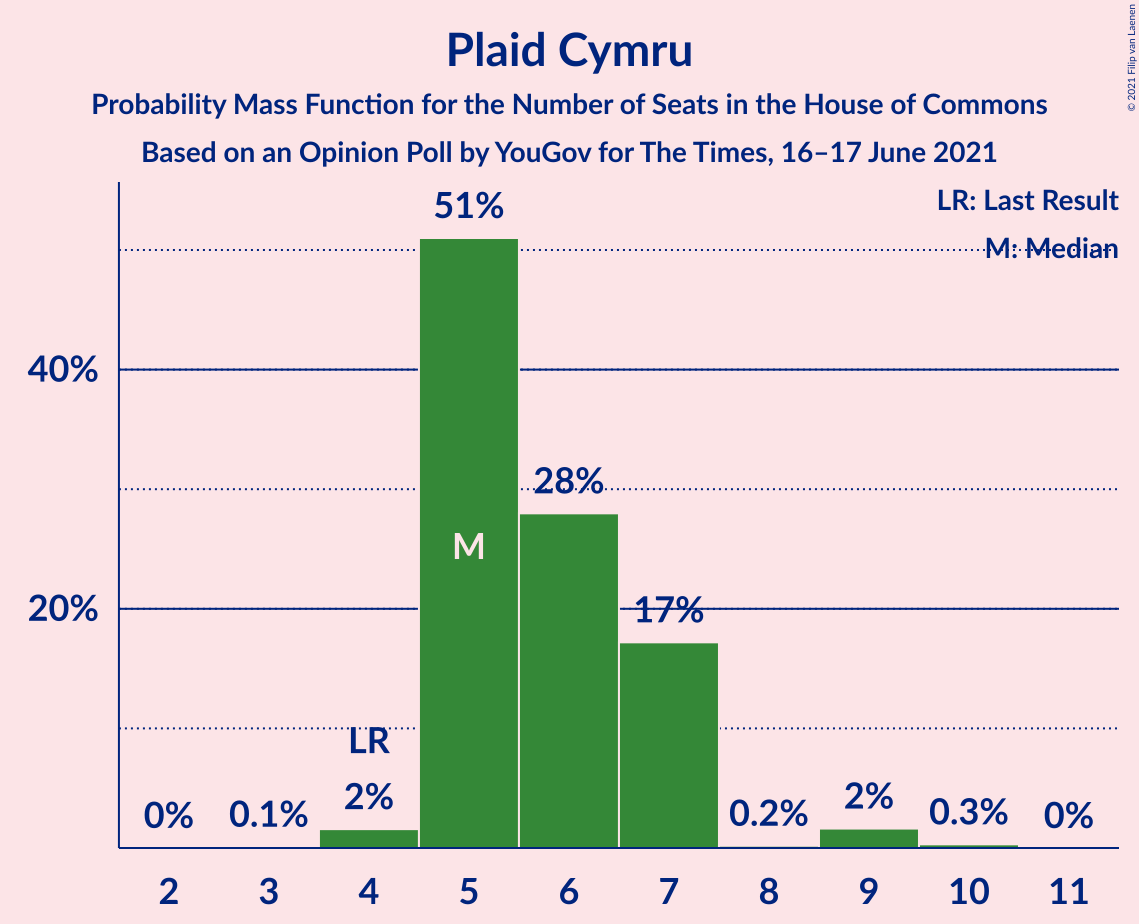 Plaid Cymru
Probability Mass Function for the Number of Seats in the House of Commons
Based on an Opinion Poll by YouGov for The Times, 16–17 June 2021
© 2021 Filip van Laenen
LR: Last Result
M: Median
51%
40%
28%
M
20%
17%
LR
0%
0.1%
2%
0.2%
2%
0.3%
0%
2 3 4 5 6 7 8 9 10 11